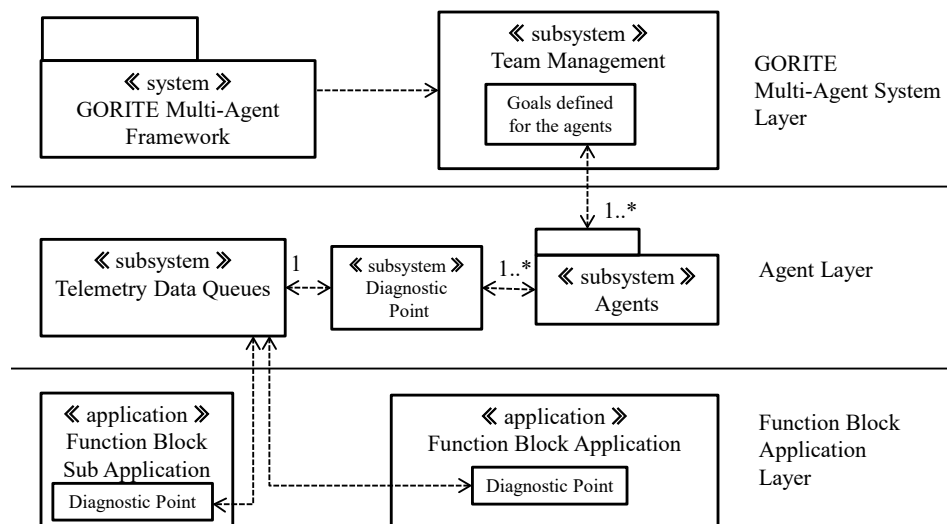 ≪ system ≫
GORITE Multi-Agent
Framework
≪ subsystem ≫
Team Management
Goals defined
for the agents
GORITE
Multi-Agent System
Layer
1..*
≪ subsystem ≫
Telemetry Data Queues
1
≪ subsystem ≫
Diagnostic
Point
1..*
≪ subsystem ≫
Agents
Agent Layer
≪ application ≫
Function Block
Sub Application
Diagnostic Point
≪ application ≫
Function Block Application
Diagnostic Point
Function Block
Application
Layer